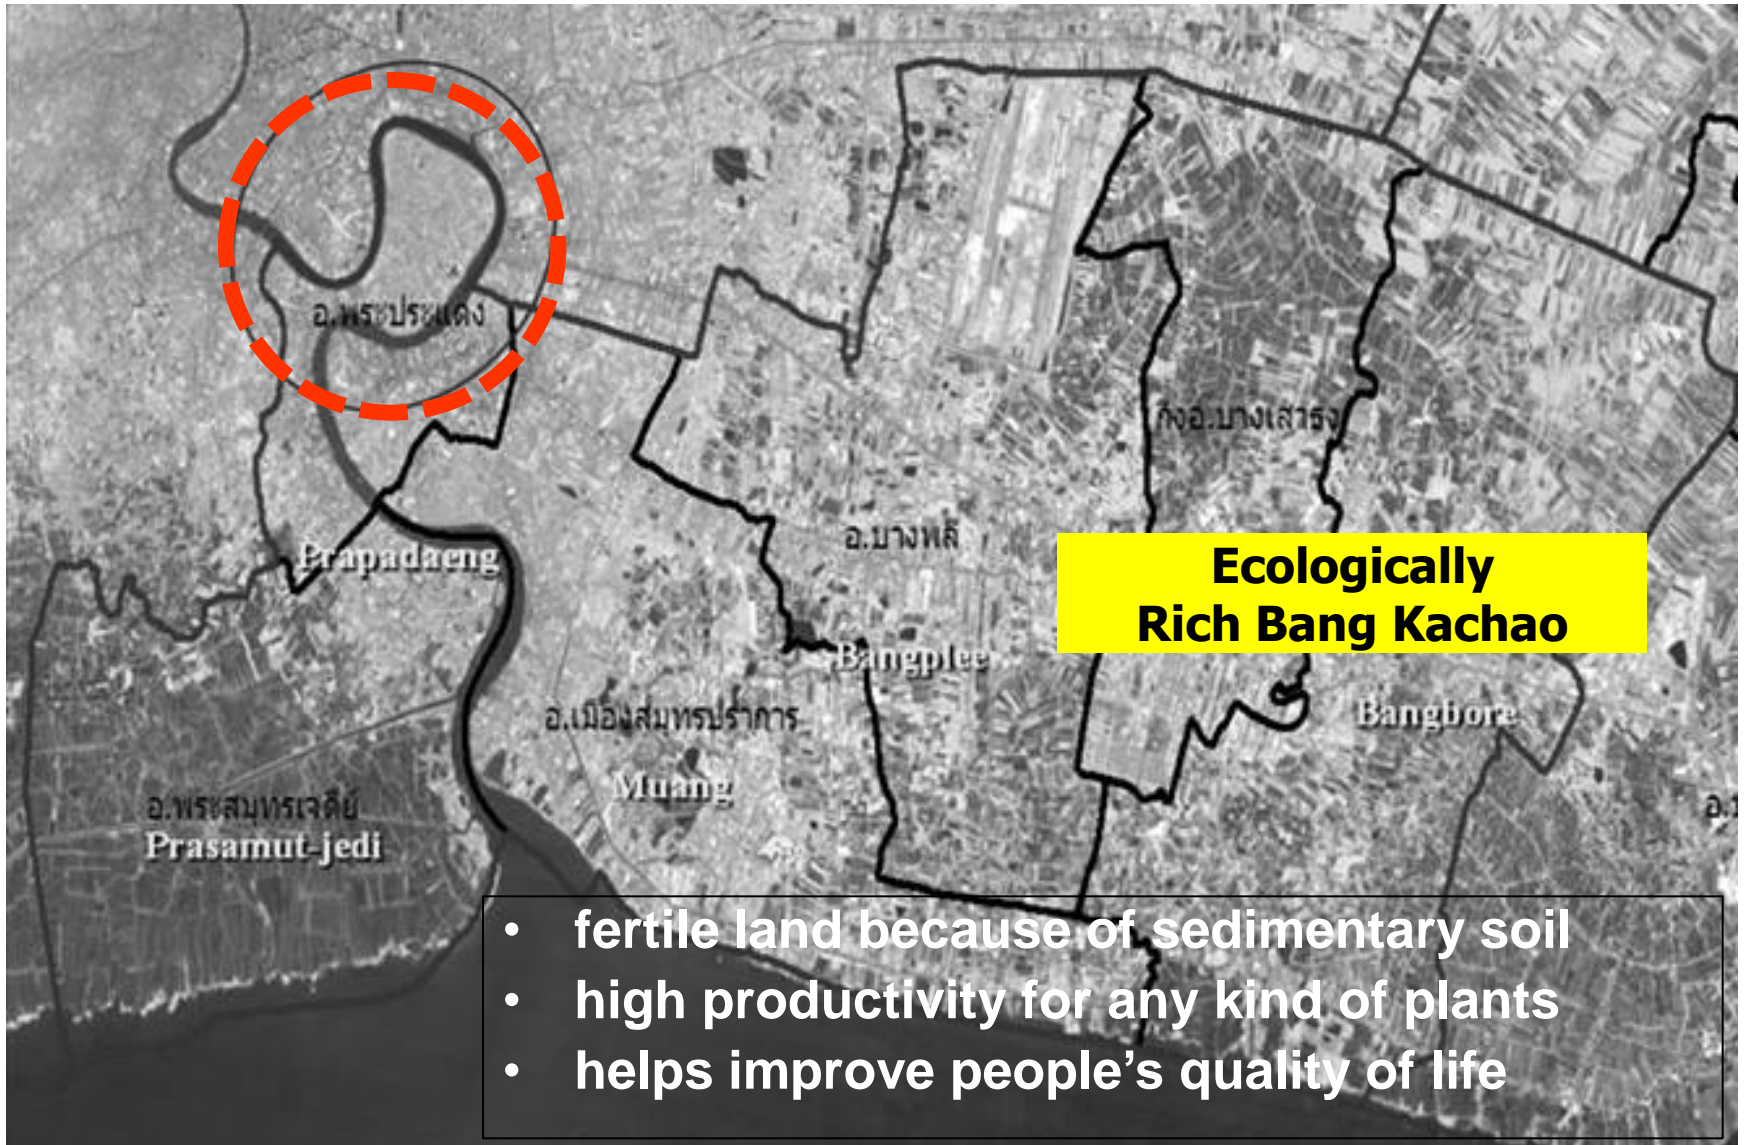 อ.พระประแดง
กิ่งอ.บางเสาธง
อ.บางพลี
Prapadaeng
Ecologically
Rich Bang Kachao
Bangplee
อ.เมืองสมุทรปราการ
Bangbore
Muang
อ.พระสมุทรเจดีย์
Prasamut-jedi
• fertile land because of sedimentary soil
• high productivity for any kind of plants
• helps improve people’s quality of life